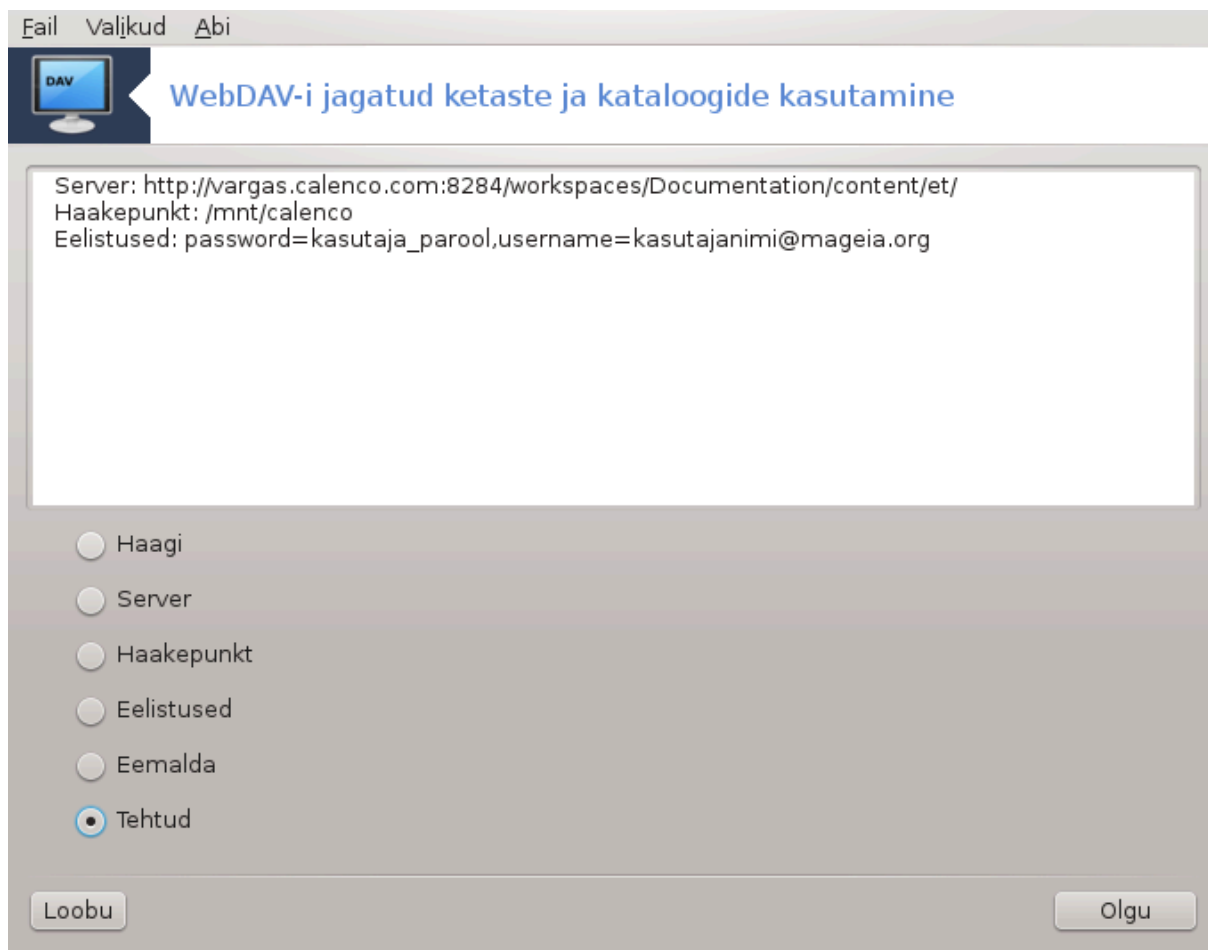 Fail Valikud Abi
DAV
WebDAV-i jagatud ketaste ja kataloogide kasutamine
Server: http://vargas.calenco.com:8284/workspaces/Documentation/content/et/
Haakepunkt: /mnt/calenco
Eelistused: password=kasutaja_parool,username=kasutajanimi@mageia.org
Haagi
Server
Haakepunkt
Eelistused
Eemalda
Tehtud
Loobu Olgu